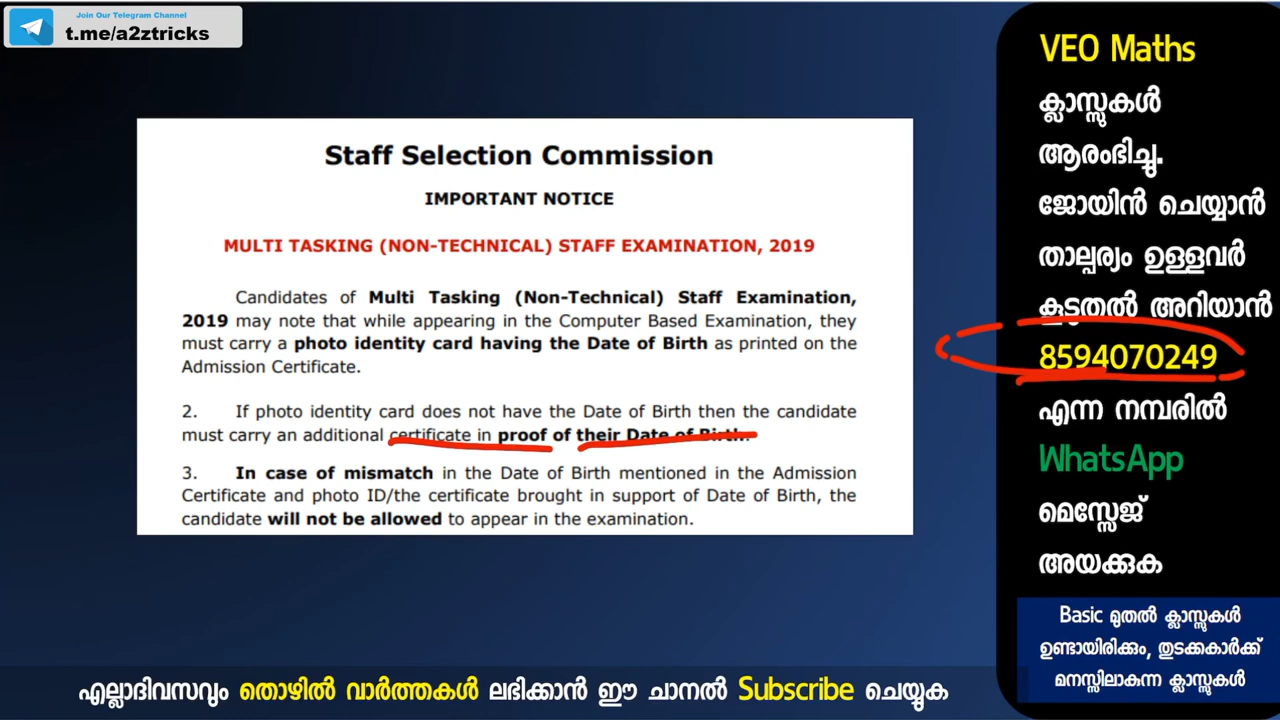 Join Our Telegram Channel
t.me/a2ztricks
Staff Selection Commission
IMPORTANT NOTICE
MULTI TASKING (NON-TECHNICAL) STAFF EXAMINATION, 2019
Candidates of Multi Tasking (Non-Technical) Staff Examination,
2019 may note that while appearing in the Computer Based Examination, they
must carry a photo identity card having the Date of Birth as printed on the
Admission Certificate.
2. If photo identity card does not have the Date of Birth then the candidate
must carry an additional certificate in proof of their Date of Birth.
3. In case of mismatch in the Date of Birth mentioned in the Admission
Certificate and photo ID/the certificate brought in support of Date of Birth, the
candidate will not be allowed to appear in the examination.
VEO Maths
ക്ലാസ്സുകൾ
ആരംഭിച്ചു.
ജോയിൻ ചെയ്യാൻ
താല്പര്യം ഉള്ളവർ
കൂടുതൽ അറിയാൻ
8594070249
എന്ന നമ്പരിൽ
WhatsApp
മെസ്സേജ്
അയക്കുക
Basic മുതൽ ക്ലാസ്സുകൾ
ഉണ്ടായിരിക്കും, തുടക്കകാർക്ക്
മനസ്സിലാകുന്ന ക്ലാസ്സുകൾ
എല്ലാദിവസവും തൊഴിൽ വാർത്തകൾ ലഭിക്കാൻ ഈ ചാനൽ Subscribe ചെയ്യുക